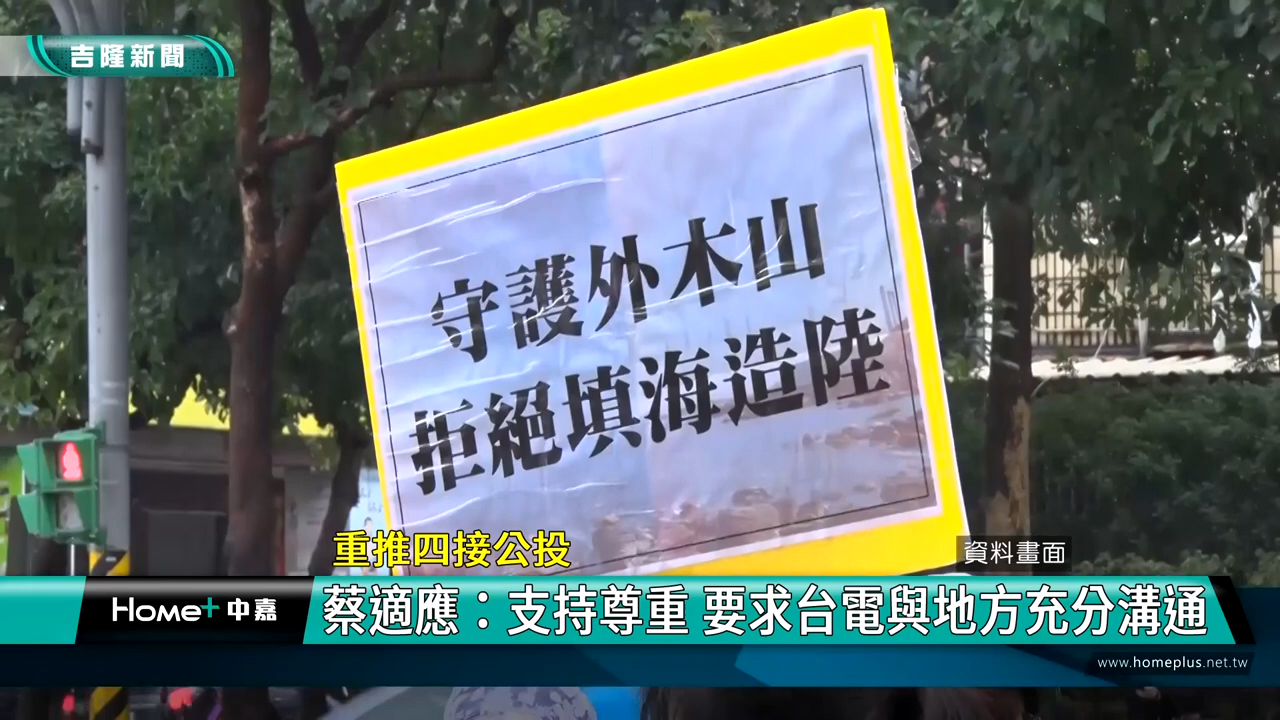 吉隆新聞
守護外木山
拒絕填海造陸
重推四接公投
資料畫面
Home+ 中嘉
蔡適應：支持尊重 要求台電與地方充分溝通
www.homeplus.net.tw